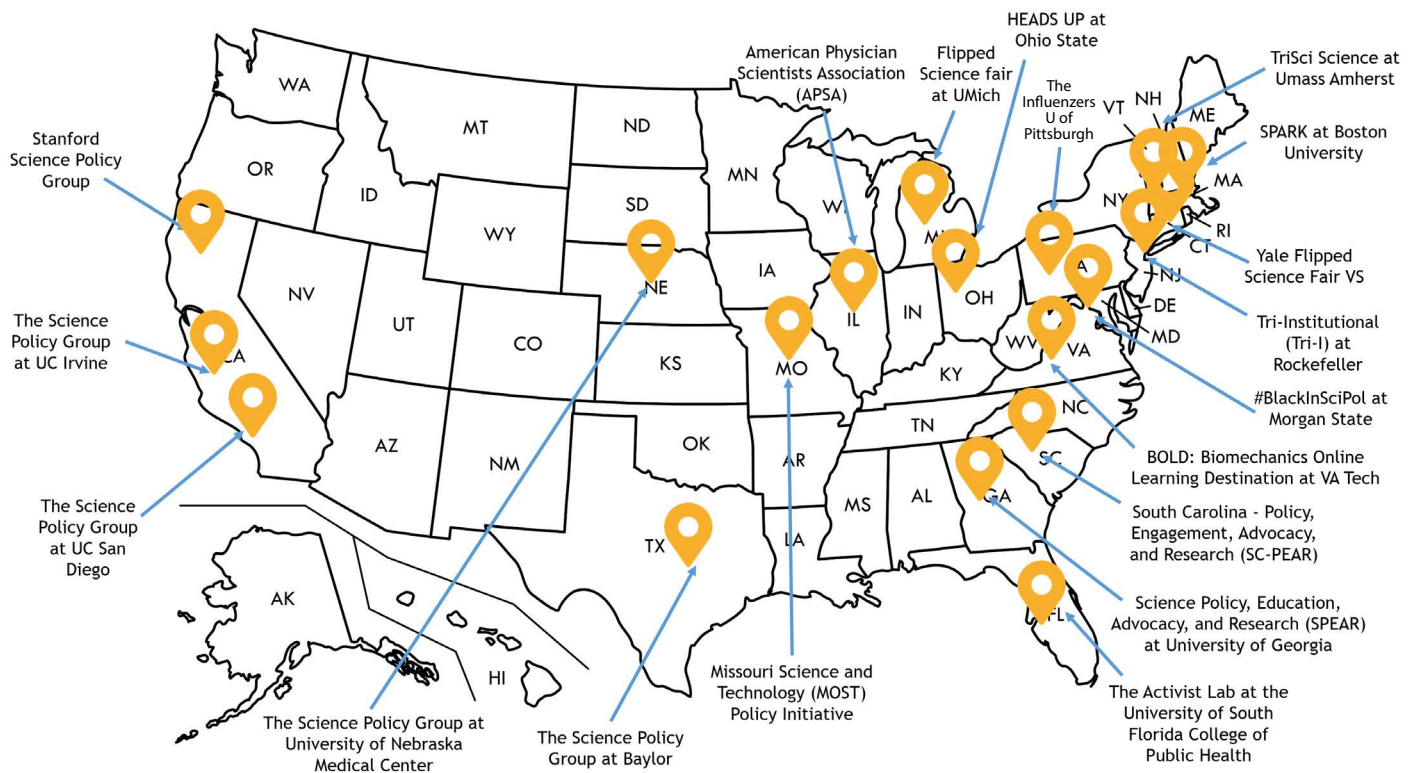 HEADS UP at
Ohio State
American Physician
Scientists Association
(APSA)
Flipped
Science fair
at UMich
The
Influenzers
U of
Pittsburgh
TriSci Science at
Umass Amherst
SPARK at Boston
University
Stanford
Science Policy
Group
The Science
Policy Group
at UC Irvine
The Science
Policy Group
at UC San
Diego
Yale Flipped
Science Fair VS
Tri-Institutional
(Tri-I) at
Rockefeller
#BlackInSciPol at
Morgan State
BOLD: Biomechanics Online
Learning Destination at VA Tech
South Carolina - Policy,
Engagement, Advocacy,
and Research (SC-PEAR)
Science Policy, Education,
Advocacy, and Research (SPEAR)
at University of Georgia
The Activist Lab at the
University of South
Florida College of
Public Health
Missouri Science and
Technology (MOST)
Policy Initiative
The Science Policy
Group at Baylor
The Science Policy Group at
University of Nebraska
Medical Center
WA
OR
ID
MT
ND
SD
WY
NV
UT
CO
NE
KS
AZ
NM
OK
TX
MN
IA
MO
AR
LA
IL
IN
OH
KY
TN
MS
AL
GA
FL
SC
NC
VA
WV
NY
VT
NH
ME
MA
RI
CT
NJ
DE
MD
AK
HI